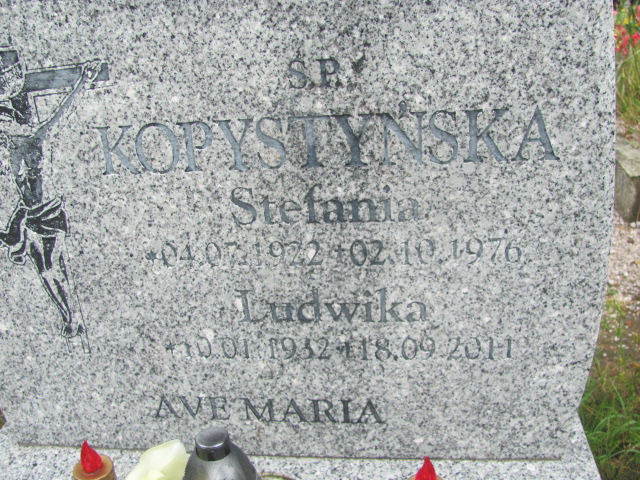 Ś.P.
KOPYSTYŃSKA
Stefania
*04.07.1922 +02.10.1976
Ludwika
*10.01.1932 +18.09.2011
AVE MARIA